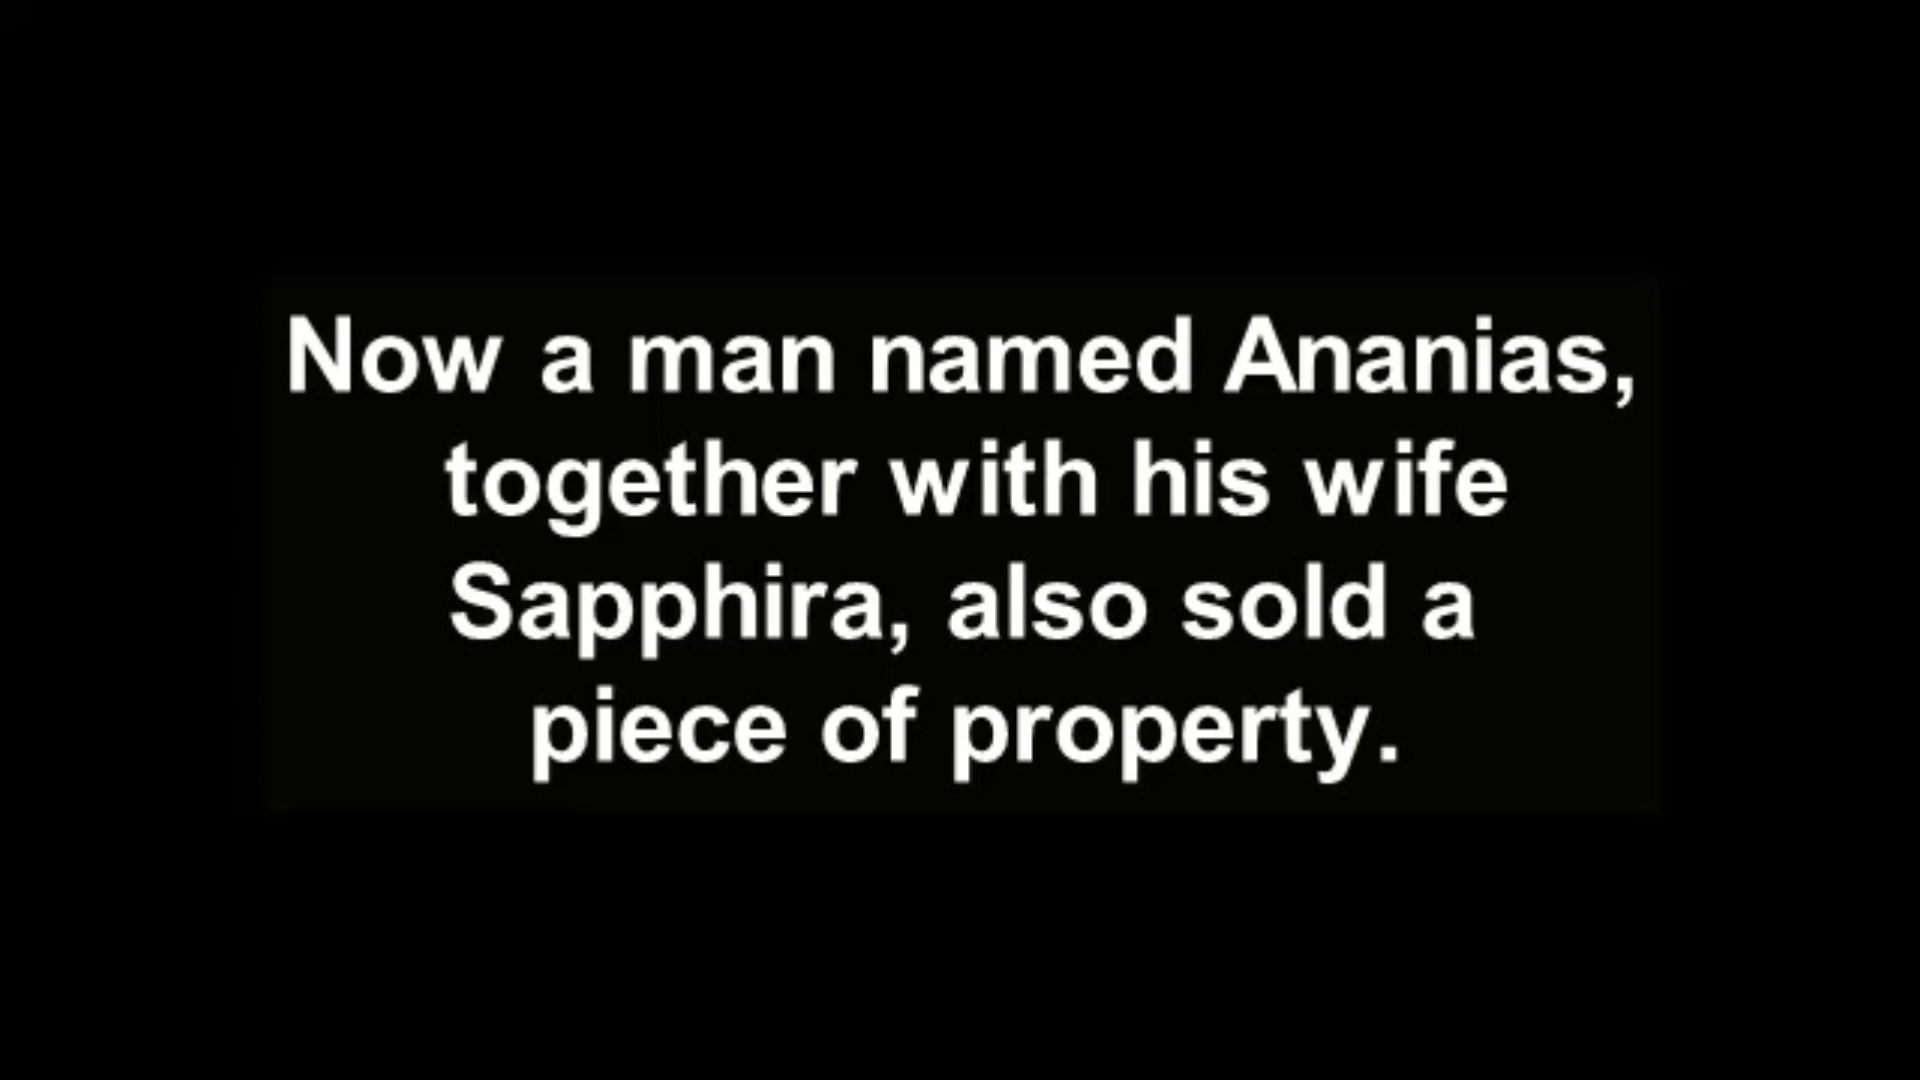 Now a man named Ananias,
together with his wife
Sapphira, also sold a
piece of property.